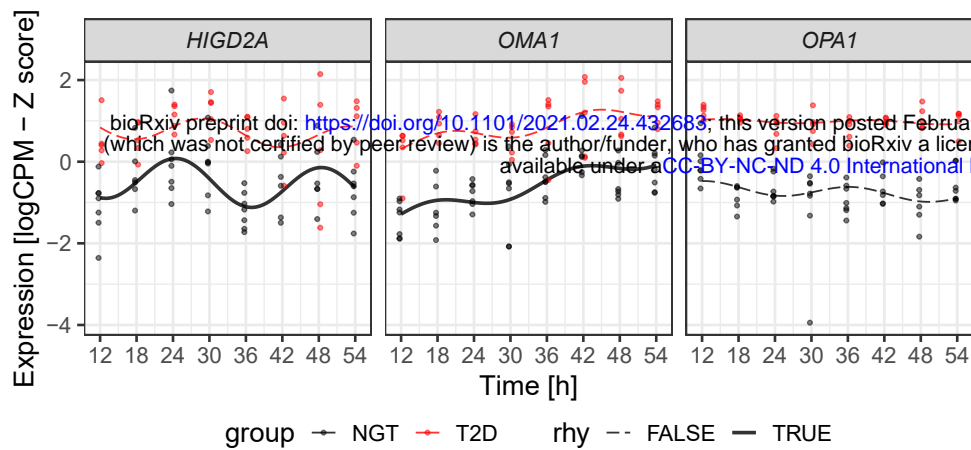 HIGD2A OMA1 OPA1
Expression [logCPM – Z score]
2
0
−2
−4
bioRxiv preprint doi: https://doi.org/10.1101/2021.02.24.432683; this version posted Februa
(which was not certified by peer review) is the author/funder, who has granted bioRxiv a licen
available under aCC-BY-NC-ND 4.0 International l
12 18 24 30 36 42 48 54 12 18 24 30 36 42 48 54 12 18 24 30 36 42 48 54
Time [h]
group NGT T2D rhy FALSE TRUE